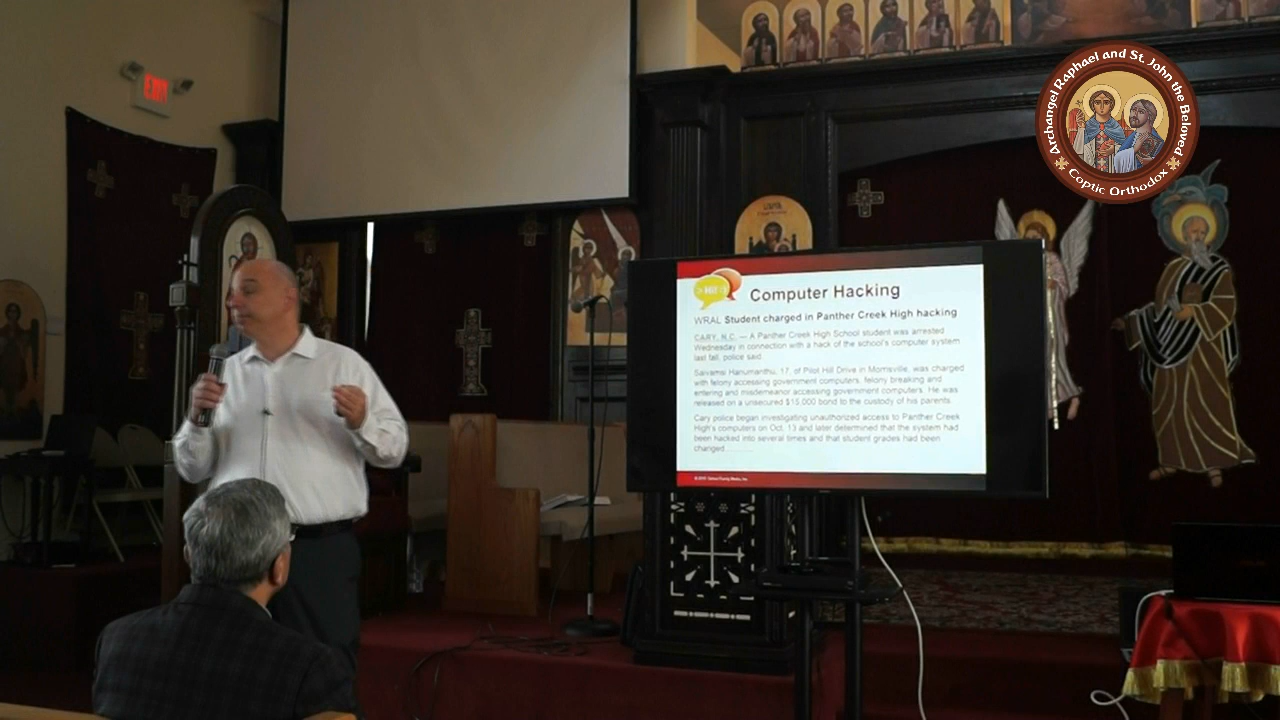 EXIT
Archangel Raphael and St. John the Beloved
Coptic Orthodox
Hi!
Computer Hacking
WRAL Student charged in Panther Creek High hacking
CARY, N.C. — A Panther Creek High School student was arrested
Wednesday in connection with a hack of the school's computer system
last fall, police said.
Saivamsi Hanumanthu, 17, of Pilot Hill Drive in Morrisville, was charged
with felony accessing government computers, felony breaking and
entering and misdemeanor accessing government computers. He was
released on a unsecured $15,000 bond to the custody of his parents.
Cary police began investigating unauthorized access to Panther Creek
High's computers on Oct. 13 and later determined that the system had
been hacked into several times and that student grades had been
changed